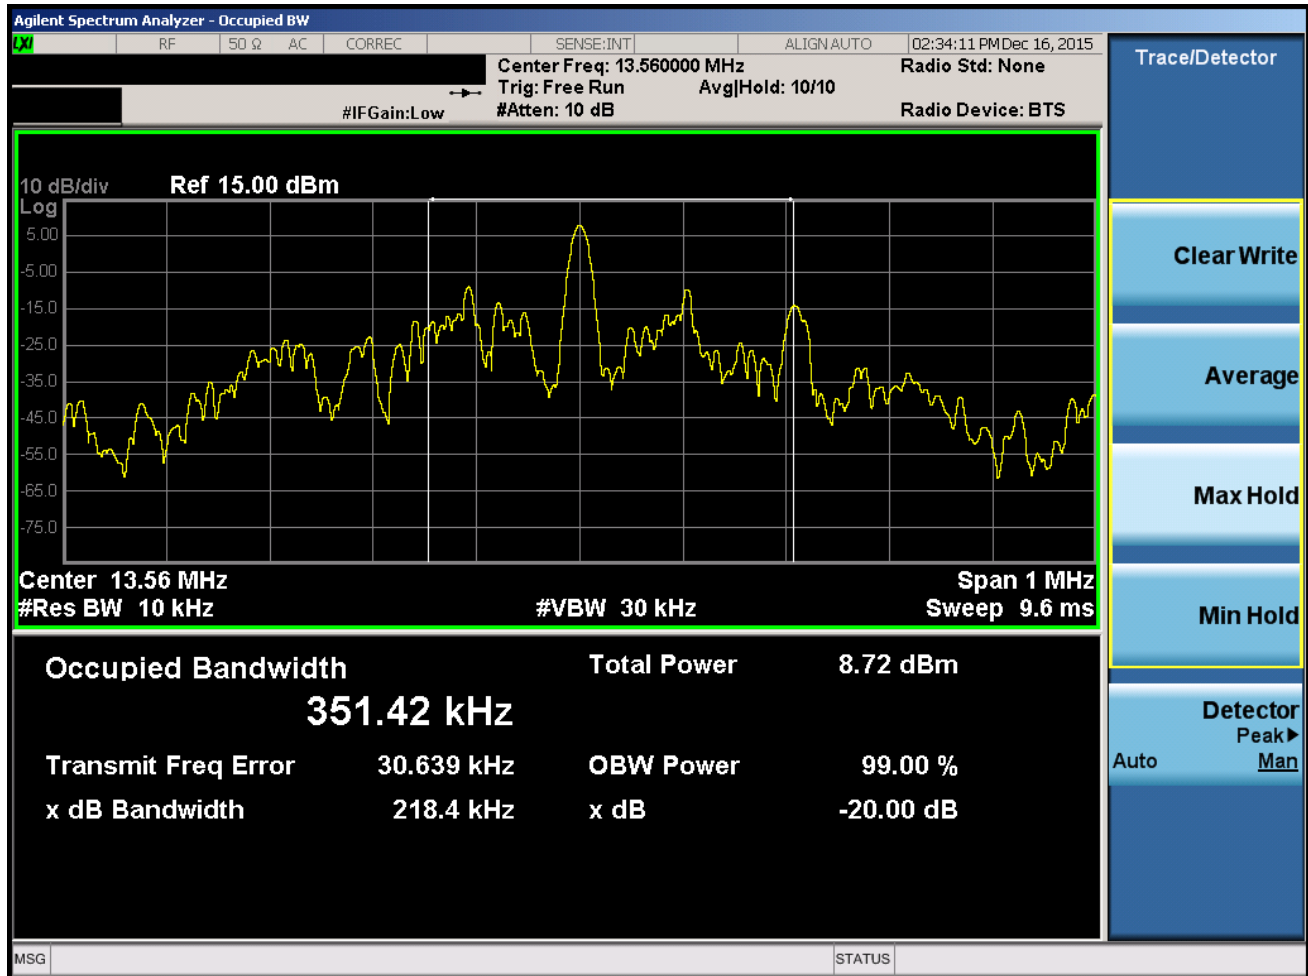 Agilent Spectrum Analyzer - Occupied BW
LXI RF 50 Ω AC CORREC SENSE:INT ALIGN AUTO 02:34:11 PM Dec 16, 2015
Trace/Detector
Center Freq: 13.560000 MHz Radio Std: None
Trig: Free Run Avg|Hold: 10/10
#IFGain:Low #Atten: 10 dB Radio Device: BTS
10 dB/div Ref 15.00 dBm
Log
5.00
-5.00
-15.0
-25.0
-35.0
-45.0
-55.0
-65.0
-75.0
Center 13.56 MHz Span 1 MHz
#Res BW 10 kHz #VBW 30 kHz Sweep 9.6 ms
Occupied Bandwidth Total Power 8.72 dBm
351.42 kHz
Transmit Freq Error 30.639 kHz OBW Power 99.00 %
x dB Bandwidth 218.4 kHz x dB -20.00 dB
Clear Write
Average
Max Hold
Min Hold
Detector
Peak▶
Auto Man
MSG STATUS